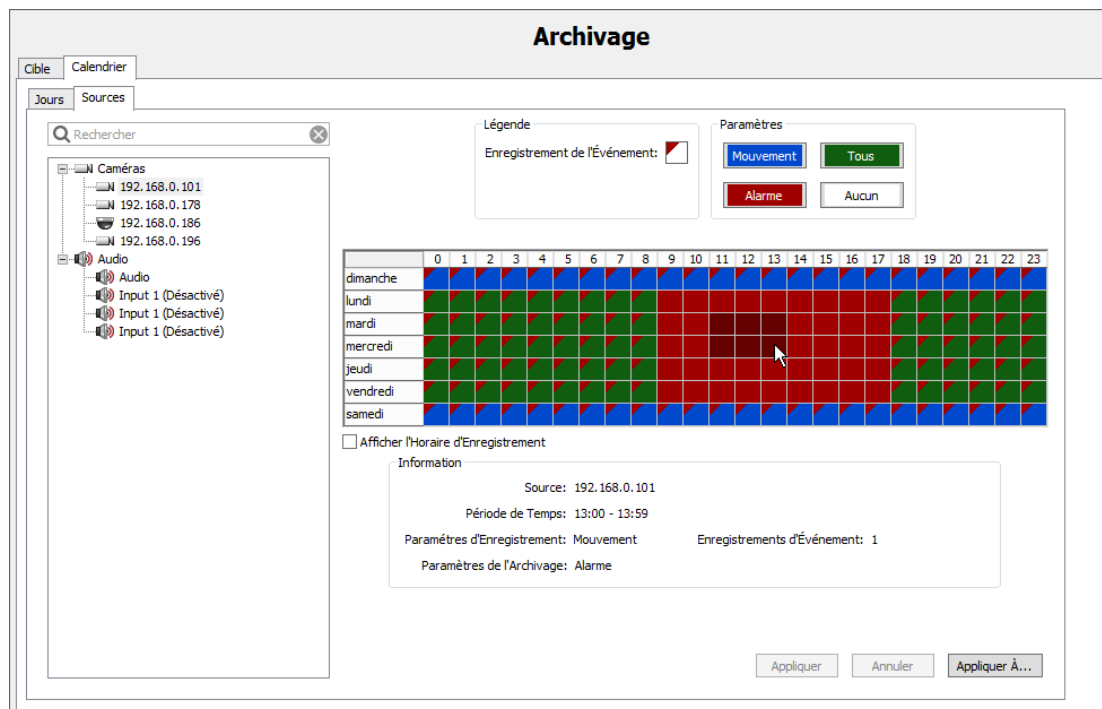 Archivage
Cible Calendrier
Jours Sources
Rechercher
Caméras
192.168.0.101
192.168.0.178
192.168.0.186
192.168.0.196
Audio
Audio
Input 1 (Désactivé)
Input 1 (Désactivé)
Input 1 (Désactivé)
Légende
Enregistrement de l'Événement:
Paramètres
Mouvement Tous
Alarme Aucun
0 1 2 3 4 5 6 7 8 9 10 11 12 13 14 15 16 17 18 19 20 21 22 23
dimanche
lundi
mardi
mercredi
jeudi
vendredi
samedi
Afficher l'Horaire d'Enregistrement
Information
Source: 192.168.0.101
Période de Temps: 13:00 - 13:59
Paramétres d'Enregistrement: Mouvement Enregistrements d'Événement: 1
Paramètres de l'Archivage: Alarme
Appliquer Annuler Appliquer À...